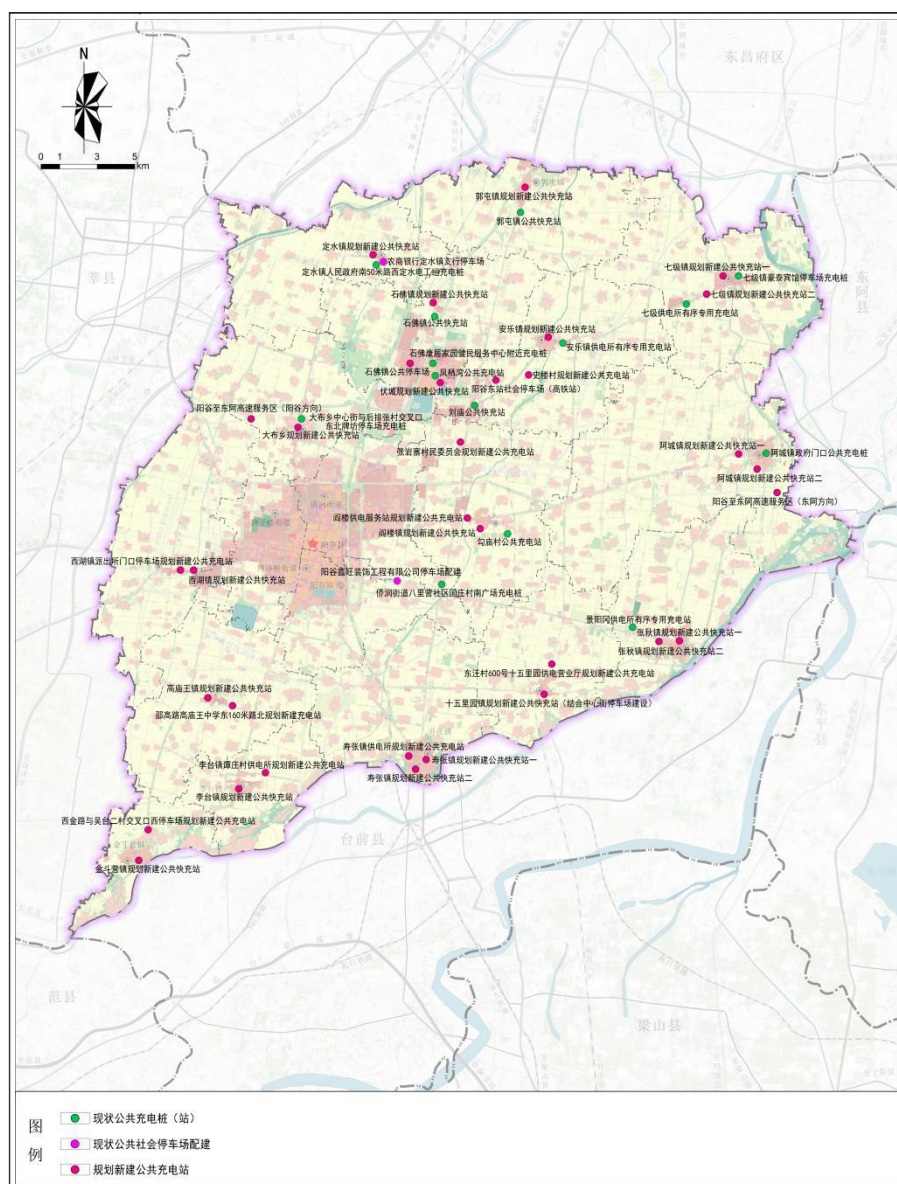 东昌府区
N
0 1 3 5
km
郭屯镇
郭屯镇规划新建公共快充站
郭屯镇公共快充站
莘县
定水镇规划新建公共快充站
农商银行定水镇支行停车场
定水镇人民政府南50米路西定水电工组充电桩
七级镇规划新建公共快充站一
七级镇豪泰宾馆停车场充电桩
七级镇规划新建公共快充站二
七级供电所有序专用充电站
东阿县
石佛镇规划新建公共快充站
石佛镇公共快充站
安乐镇规划新建公共快充站
安乐镇供电所有序专用充电站
石佛康居家园健民服务中心附近充电桩
石佛镇公共停车场
凤栖湾公共充电站
伏城规划新建公共快充站
史楼村规划新建公共充电站
阳谷东站社会停车场（高铁站）
刘庙公共快充站
阳谷至东阿高速服务区（阳谷方向）
大布乡中心街与后排张村交叉口
东北牌坊停车场充电桩
大布乡规划新建公共快充站
张岩寨村民委员会规划新建公共充电站
阿城镇规划新建公共快充站一
阿城镇政府门口公共充电桩
阿城镇规划新建公共快充站二
阳谷至东阿高速服务区（东阿方向）
阎楼供电服务站规划新建公共充电站
阎楼镇规划新建公共快充站
勾庙村公共充电站
阳谷县
西湖镇派出所门口停车场规划新建公共充电站
西湖镇规划新建公共快充站
阳谷鑫旺装饰工程有限公司停车场配建
侨润街道八里营社区国庄村南广场充电桩
景阳冈供电所有序专用充电站
张秋镇规划新建公共快充站一
张秋镇规划新建公共快充站二
东汪村600号十五里园供电营业厅规划新建公共充电站
十五里园镇规划新建公共快充站（结合中心街停车场建设）
东平县
高庙王镇规划新建公共快充站
邵高路高庙王中学东160米路北规划新建充电站
寿张镇供电所规划新建公共充电站
寿张镇规划新建公共快充站一
寿张镇规划新建公共快充站二
李台镇谭庄村供电所规划新建公共充电站
李台镇规划新建公共快充站
西金路与吴台二村交叉口西停车场规划新建公共充电站
金斗营镇规划新建公共快充站
台前县
范县
梁山县
图例
现状公共充电桩（站）
现状公共社会停车场配建
规划新建公共充电站